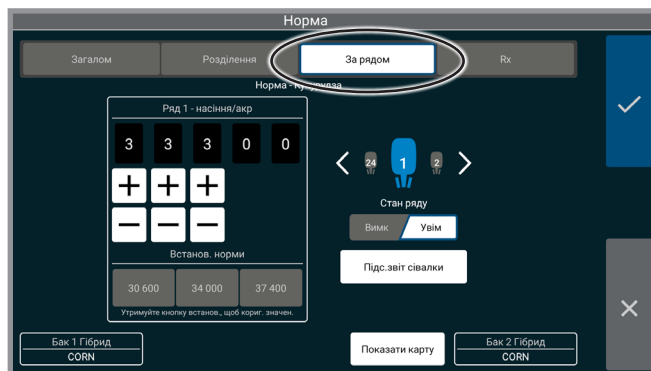 Норма
Загалом
Розділення
За рядом
Rx
Норма - Кукурудза
Ряд 1 - насіння/акр
3 3 3 0 0
24 1 2
Стан ряду
Вимк Увім
Встанов. норми
30 600 34 000 37 400
Утримуйте кнопку встанов., щоб кориг. значен.
Підс.звіт сівалки
Бак 1 Гібрид
CORN
Показати карту
Бак 2 Гібрид
CORN